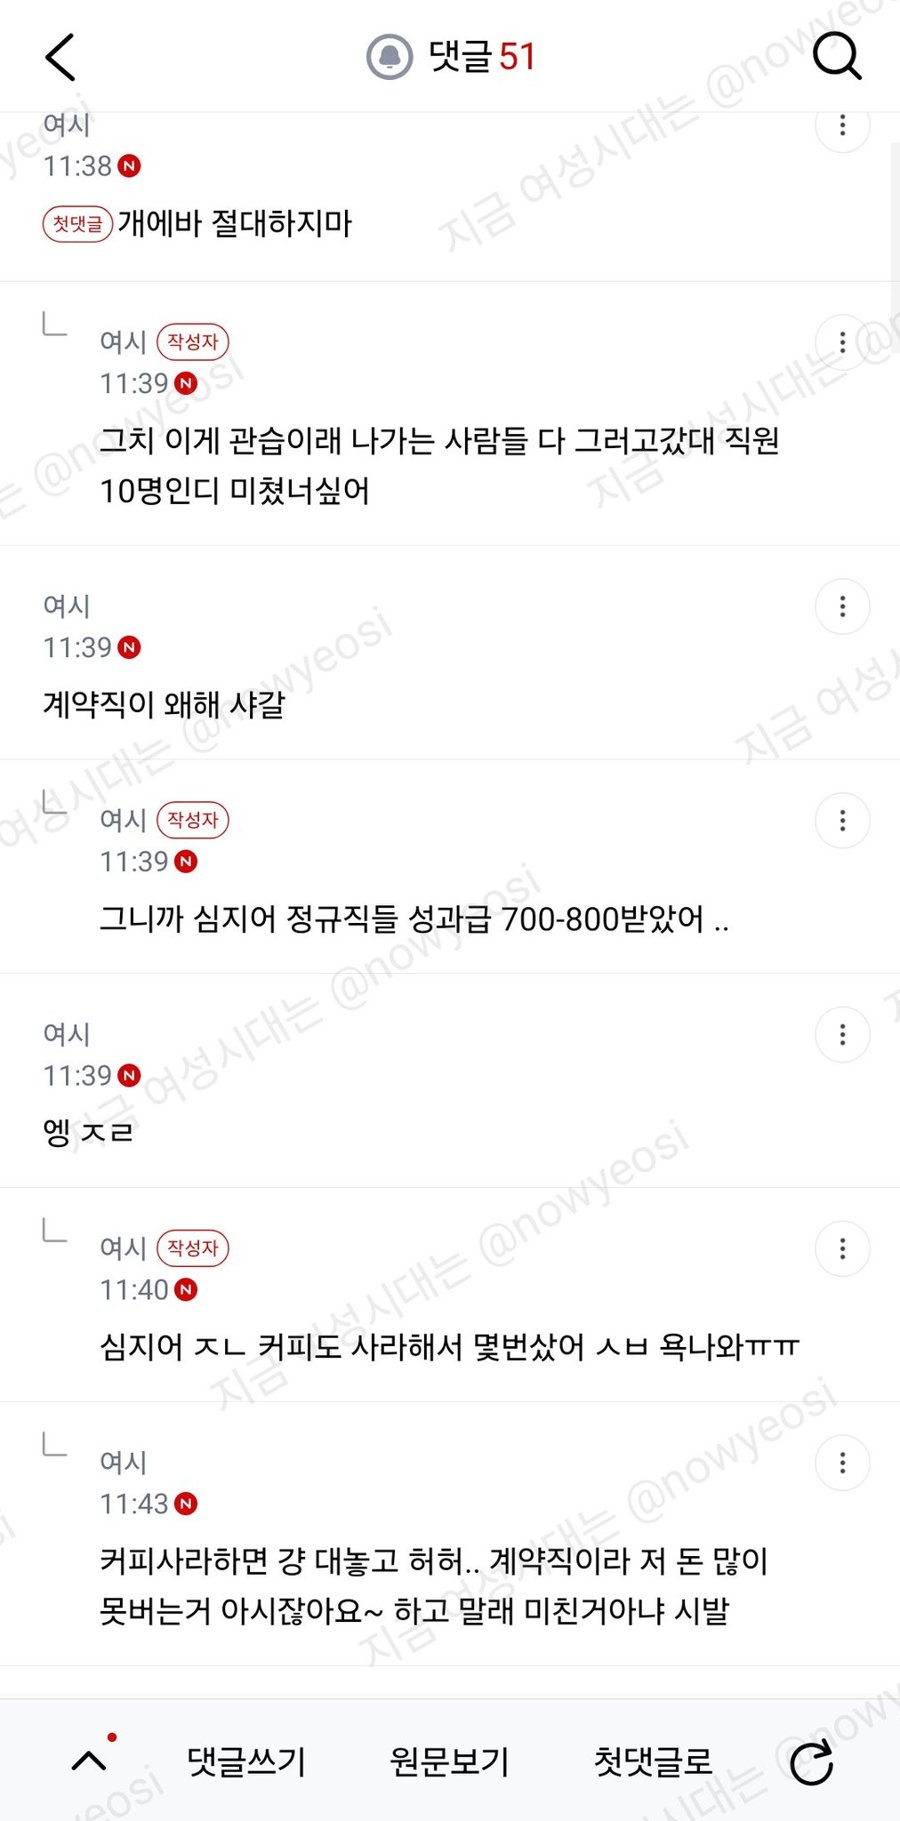 댓글 51
여시
11:38 N
첫댓글 개에바 절대하지마
여시 작성자
11:39 N
그치 이게 관습이래 나가는 사람들 다 그러고갔대 직원
10명인디 미쳤너싶어
여시
11:39 N
계약직이 왜해 샤갈
여시 작성자
11:39 N
그니까 심지어 정규직들 성과급 700-800받았어 ..
여시
11:39 N
엥 ㅈㄹ
여시 작성자
11:40 N
심지어 ㅈㄴ 커피도 사라해서 몇번샀어 ㅅㅂ 욕나와ㅠㅠ
여시
11:43 N
커피사라하면 걍 대놓고 허허.. 계약직이라 저 돈 많이
못버는거 아시잖아요~ 하고 말래 미친거아냐 시발
댓글쓰기 원문보기 첫댓글로
지금 여성시대는 @nowyeosi